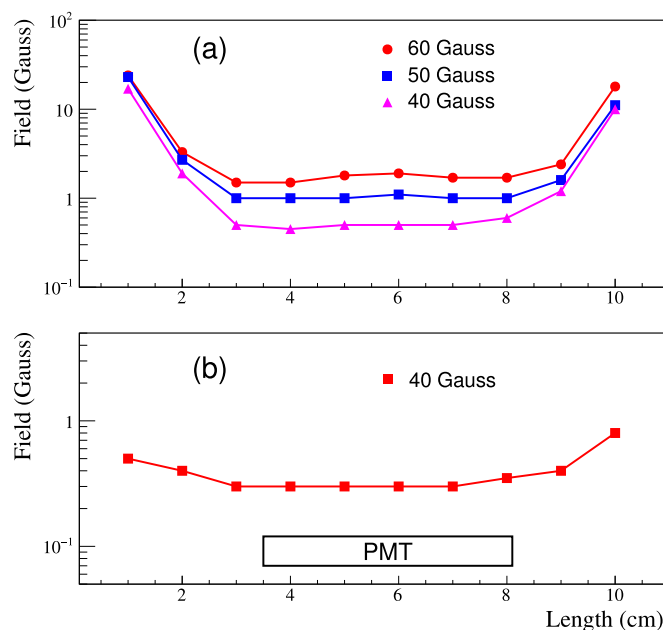 Field (Gauss)
10²
10
1
10⁻¹
(a)
60 Gauss
50 Gauss
40 Gauss
2
4
6
8
10
Field (Gauss)
1
10⁻¹
(b)
40 Gauss
PMT
2
4
6
8
10
Length (cm)